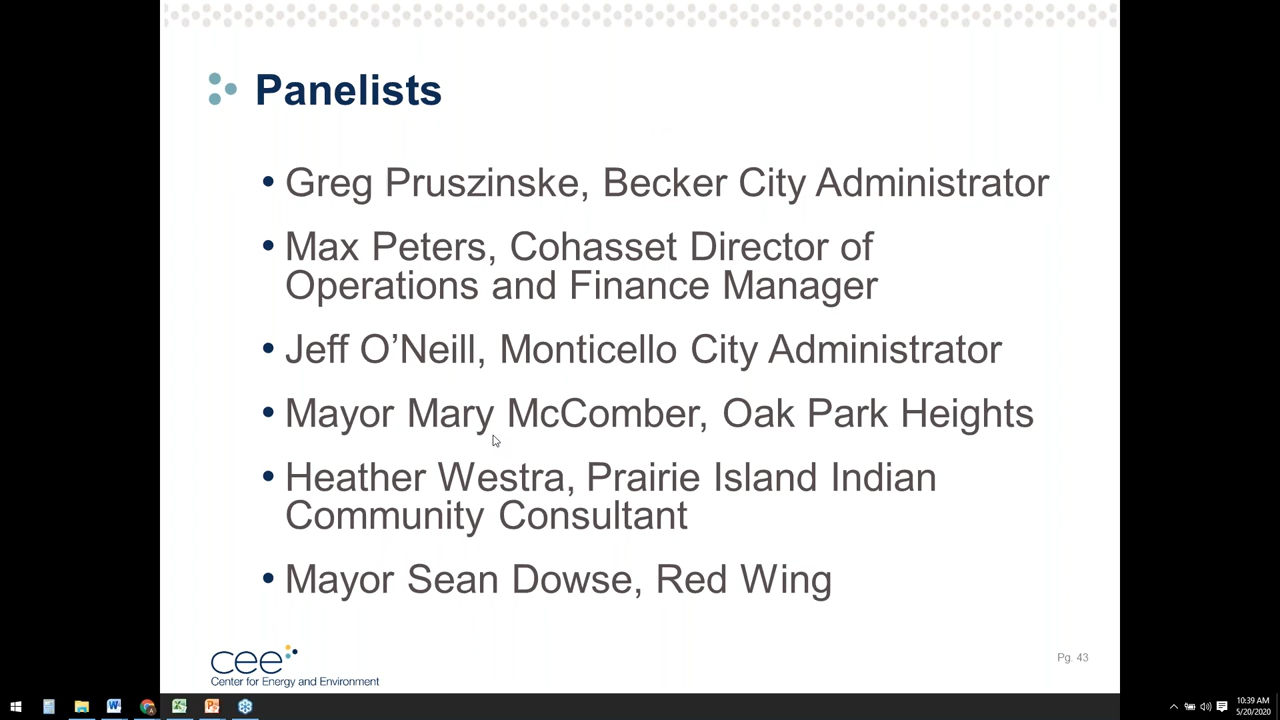 Panelists
• Greg Pruszinske, Becker City Administrator
• Max Peters, Cohasset Director of
Operations and Finance Manager
• Jeff O’Neill, Monticello City Administrator
• Mayor Mary McComber, Oak Park Heights
• Heather Westra, Prairie Island Indian
Community Consultant
• Mayor Sean Dowse, Red Wing
cee
Center for Energy and Environment
Pg. 43
10:39 AM
5/20/2020